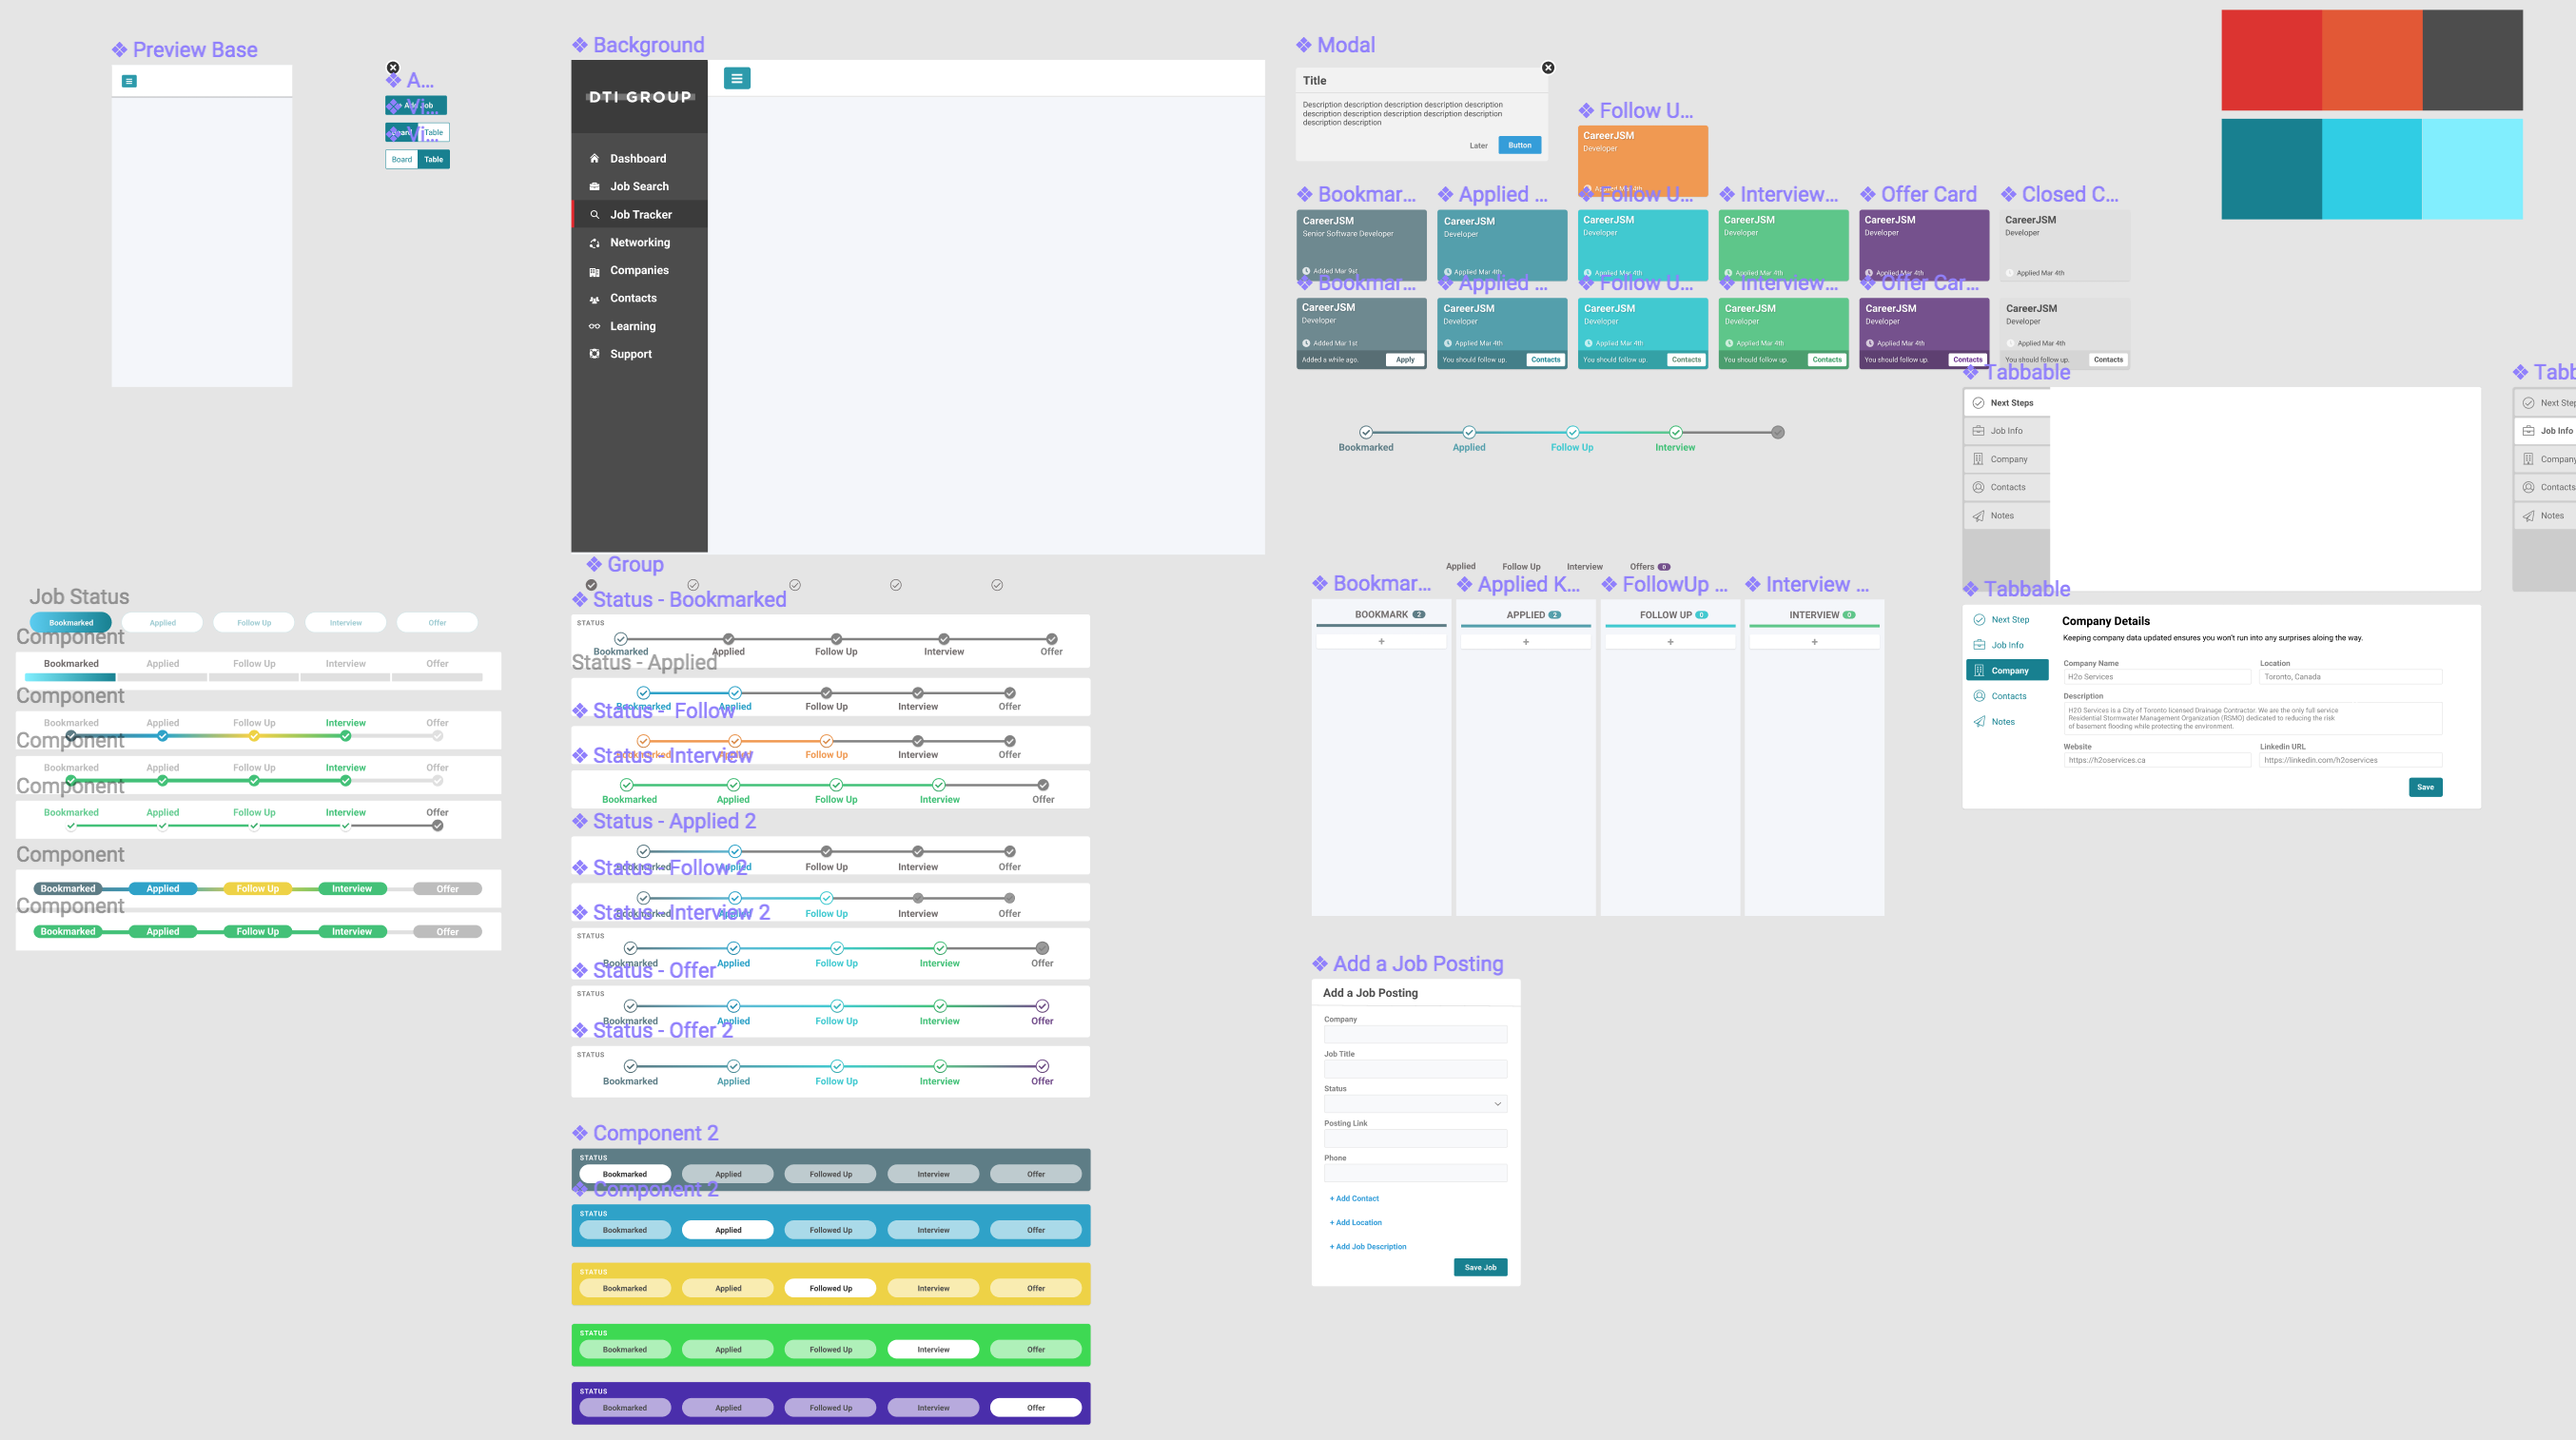 Preview Base
A...
+ Add Job
Vi...
Board Table
Vi...
Board Table
Background
DTI GROUP
Dashboard
Job Search
Job Tracker
Networking
Companies
Contacts
Learning
Support
Modal
Title
Description description description description description
description description description description description
description description
Later Button
Follow U...
CareerJSM
Developer
Applied Mar 4th
Bookmar... Applied ... Follow U... Interview... Offer Card Closed C...
CareerJSM CareerJSM CareerJSM CareerJSM CareerJSM CareerJSM
Senior Software Developer Developer Developer Developer Developer Developer
Added Mar 9st Applied Mar 4th Applied Mar 4th Applied Mar 4th Applied Mar 4th Applied Mar 4th
Bookmar... Applied ... Follow U... Interview... Offer Car...
CareerJSM CareerJSM CareerJSM CareerJSM CareerJSM CareerJSM
Developer Developer Developer Developer Developer Developer
Added Mar 1st Applied Mar 4th Applied Mar 4th Applied Mar 4th Applied Mar 4th Applied Mar 4th
Added a while ago. Apply You should follow up. Contacts You should follow up. Contacts You should follow up. Contacts You should follow up. Contacts You should follow up. Contacts
Bookmarked Applied Follow Up Interview
Tabbable
Next Steps
Job Info
Company
Contacts
Notes
Tabb
Next Step
Job Info
Company
Contacts
Notes
Tabbable
Next Step
Job Info
Company
Contacts
Notes
Company Details
Keeping company data updated ensures you won't run into any surprises aloing the way.
Company Name Location
H2o Services Toronto, Canada
Description
H2O Services is a City of Toronto licensed Drainage Contractor. We are the only full service
Residential Stormwater Management Organization (RSMO) dedicated to reducing the risk
of basement flooding while protecting the environment.
Website Linkedin URL
https://h2oservices.ca https://linkedin.com/h2oservices
Save
Job Status
Bookmarked Applied Follow Up Interview Offer
Component
Bookmarked Applied Follow Up Interview Offer
Component
Bookmarked Applied Follow Up Interview Offer
Component
Bookmarked Applied Follow Up Interview Offer
Component
Bookmarked Applied Follow Up Interview Offer
Component
Bookmarked Applied Follow Up Interview Offer
Component
Bookmarked Applied Follow Up Interview Offer
Group
Status - Bookmarked
STATUS
Bookmarked Applied Follow Up Interview Offer
Status - Applied
Bookmarked Applied Follow Up Interview Offer
Status - Follow
Bookmarked Applied Follow Up Interview Offer
Status - Interview
Bookmarked Applied Follow Up Interview Offer
Status - Applied 2
Bookmarked Applied Follow Up Interview Offer
Status - Follow 2
Bookmarked Applied Follow Up Interview Offer
Status - Interview 2
STATUS
Bookmarked Applied Follow Up Interview Offer
Status - Offer
STATUS
Bookmarked Applied Follow Up Interview Offer
Status - Offer 2
STATUS
Bookmarked Applied Follow Up Interview Offer
Component 2
STATUS
Bookmarked Applied Followed Up Interview Offer
Component 2
STATUS
Bookmarked Applied Followed Up Interview Offer
STATUS
Bookmarked Applied Followed Up Interview Offer
STATUS
Bookmarked Applied Followed Up Interview Offer
STATUS
Bookmarked Applied Followed Up Interview Offer
Applied Follow Up Interview Offers 0
Bookmar... Applied K... FollowUp ... Interview ...
BOOKMARK 2 APPLIED 2 FOLLOW UP 0 INTERVIEW 0
+ + + +
Add a Job Posting
Add a Job Posting
Company
Job Title
Status
Posting Link
Phone
+ Add Contact
+ Add Location
+ Add Job Description
Save Job